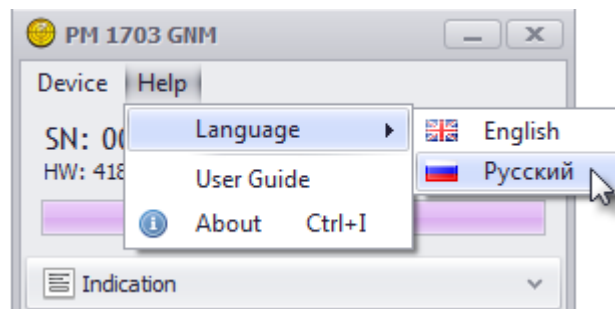 PM 1703 GNM
Device Help
SN: 00
HW: 418
Language
English
Русский
User Guide
About Ctrl+I
Indication